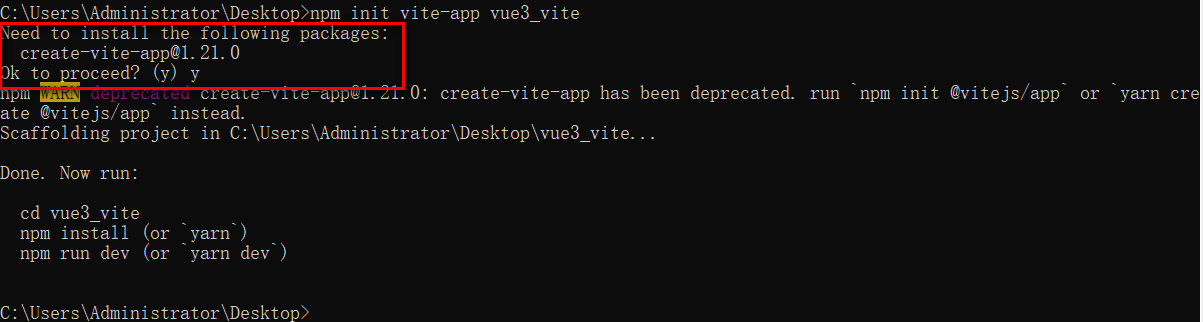 C:\Users\Administrator\Desktop>npm init vite-app vue3_vite
Need to install the following packages:
  create-vite-app@1.21.0
Ok to proceed? (y) y
npm WARN deprecated create-vite-app@1.21.0: create-vite-app has been deprecated. run `npm init @vitejs/app` or `yarn cre
ate @vitejs/app` instead.
Scaffolding project in C:\Users\Administrator\Desktop\vue3_vite...
Done. Now run:
  cd vue3_vite
  npm install (or `yarn`)
  npm run dev (or `yarn dev`)
C:\Users\Administrator\Desktop>